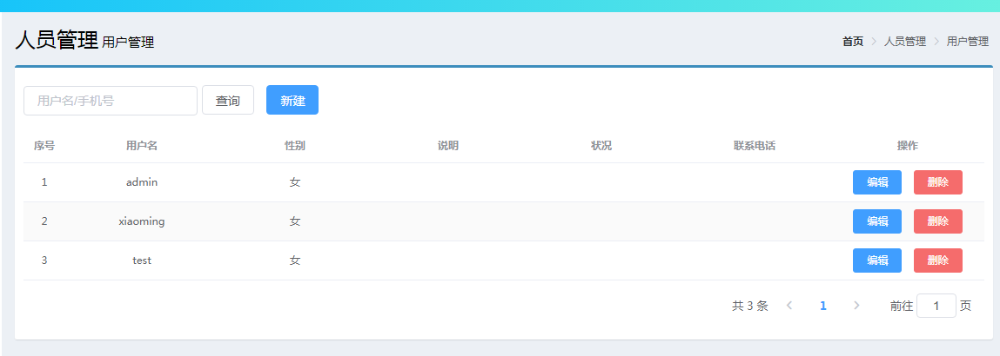 人员管理 用户管理 首页 > 人员管理 > 用户管理
用户名/手机号 查询 新建
序号 用户名 性别 说明 状况 联系电话 操作
1 admin 女 编辑 删除
2 xiaoming 女 编辑 删除
3 test 女 编辑 删除
共 3 条 < 1 > 前往 1 页